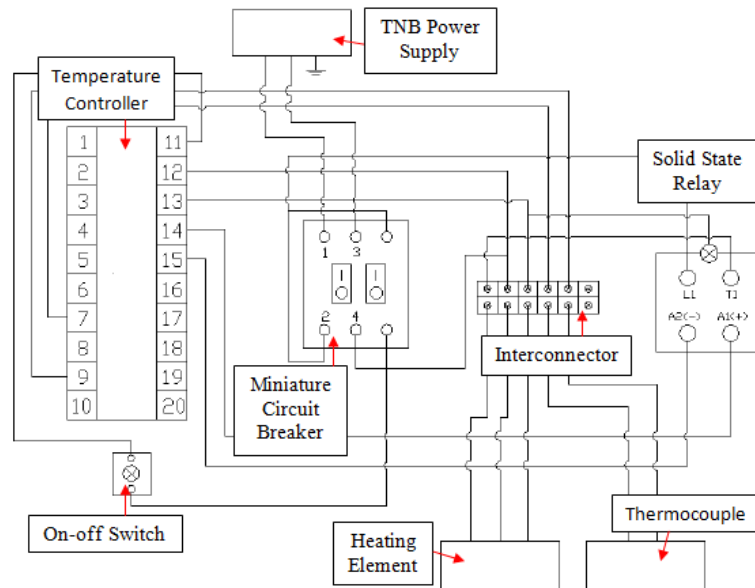 TNB Power
Supply
Temperature
Controller
1 11
2 12
3 13
4 14
5 15
6 16
7 17
8 18
9 19
10 20
Solid State
Relay
1 3
2 4
L1 T1
A2(-) A1(+)
Interconnector
Miniature
Circuit
Breaker
On-off Switch
Heating
Element
Thermocouple